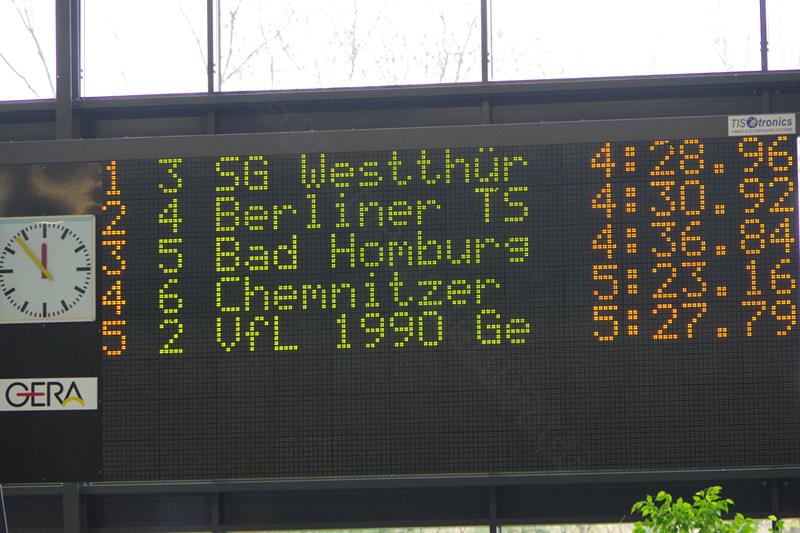 TISOtronics
1 3 SG Westthür 4:28.96
2 4 Berliner TS 4:30.92
3 5 Bad Homburg 4:36.84
4 6 Chemnitzer 5:23.16
5 2 VfL 1990 Ge 5:27.79
GERA